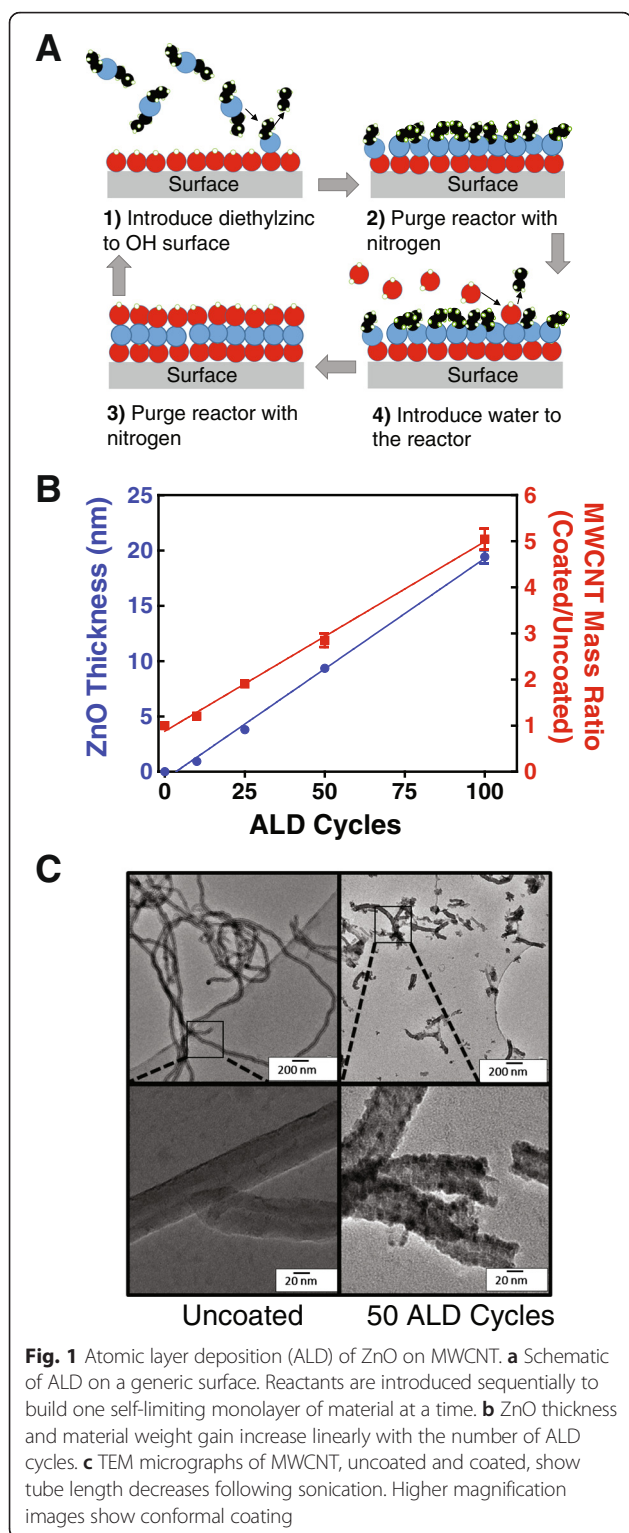 A
Surface
Surface
1) Introduce diethylzinc
to OH surface
2) Purge reactor with
nitrogen
Surface
Surface
3) Purge reactor with
nitrogen
4) Introduce water to
the reactor
B
ZnO Thickness (nm)
25
20
15
10
5
0
0
25
50
75
100
ALD Cycles
6
5
4
3
2
1
0
MWCNT Mass Ratio
(Coated/Uncoated)
C
200 nm
200 nm
20 nm
20 nm
Uncoated
50 ALD Cycles
Fig. 1 Atomic layer deposition (ALD) of ZnO on MWCNT. a Schematic
of ALD on a generic surface. Reactants are introduced sequentially to
build one self-limiting monolayer of material at a time. b ZnO thickness
and material weight gain increase linearly with the number of ALD
cycles. c TEM micrographs of MWCNT, uncoated and coated, show
tube length decreases following sonication. Higher magnification
images show conformal coating